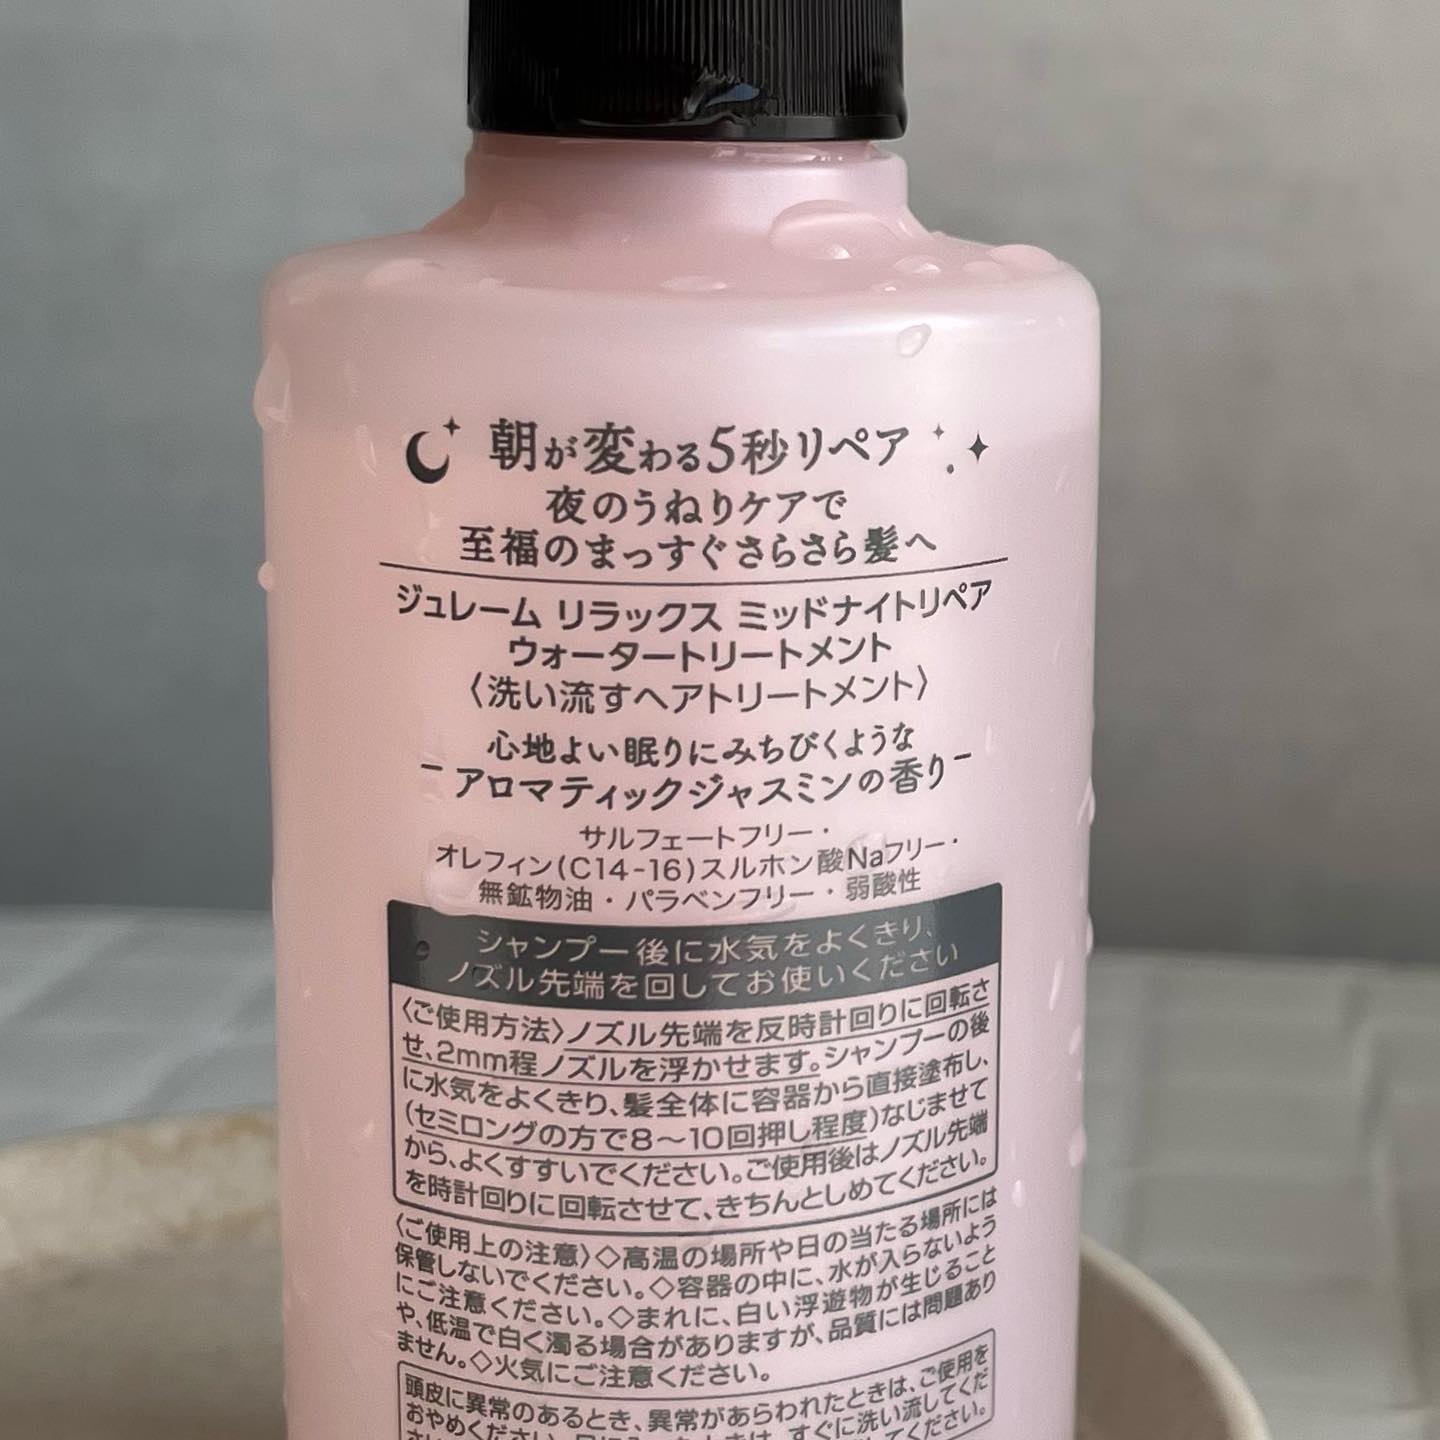 朝が変わる5秒リペア
夜のうねりケアで
至福のまっすぐさらさら髪へ
ジュレーム リラックス ミッドナイトリペア
ウォータートリートメント
〈洗い流すヘアトリートメント〉
心地よい眠りにみちびくような
-アロマティックジャスミンの香り-
サルフェートフリー・
オレフィン(C14-16)スルホン酸Naフリー・
無鉱物油・パラベンフリー・弱酸性
シャンプー後に水気をよくきり、
ノズル先端を回してお使いください
〈ご使用方法〉ノズル先端を反時計回りに回転さ
せ、2mm程ノズルを浮かせます。シャンプーの後
に水気をよくきり、髪全体に容器から直接塗布し、
(セミロングの方で8〜10回押し程度)なじませて
から、よくすすいでください。ご使用後はノズル先端
を時計回りに回転させて、きちんとしめてください。
〈ご使用上の注意〉◇高温の場所や日の当たる場所には
保管しないでください。◇容器の中に、水が入らないよう
にご注意ください。◇まれに、白い浮遊物が生じること
や、低温で白く濁る場合がありますが、品質には問題あり
ません。◇火気にご注意ください。
頭皮に異常のあるとき、異常があらわれたときは、ご使用を
おやめください。目に入ったときは、すぐに洗い流してくだ